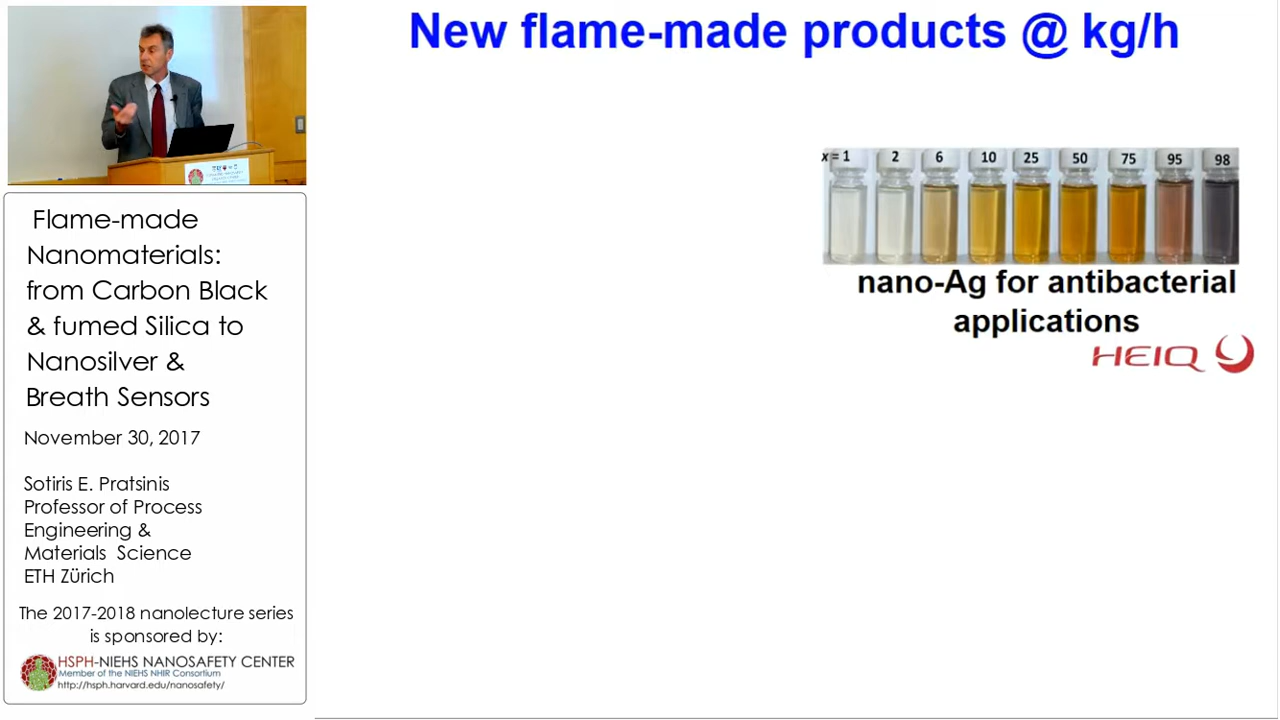 New flame-made products @ kg/h
x = 1 2 6 10 25 50 75 95 98
nano-Ag for antibacterial
applications
HEIQ
Flame-made
Nanomaterials:
from Carbon Black
& fumed Silica to
Nanosilver &
Breath Sensors
November 30, 2017
Sotiris E. Pratsinis
Professor of Process
Engineering &
Materials Science
ETH Zürich
The 2017-2018 nanolecture series
is sponsored by:
HSPH-NIEHS NANOSAFETY CENTER
Member of the NIEHS NHIR Consortium
http://hsph.harvard.edu/nanosafety/